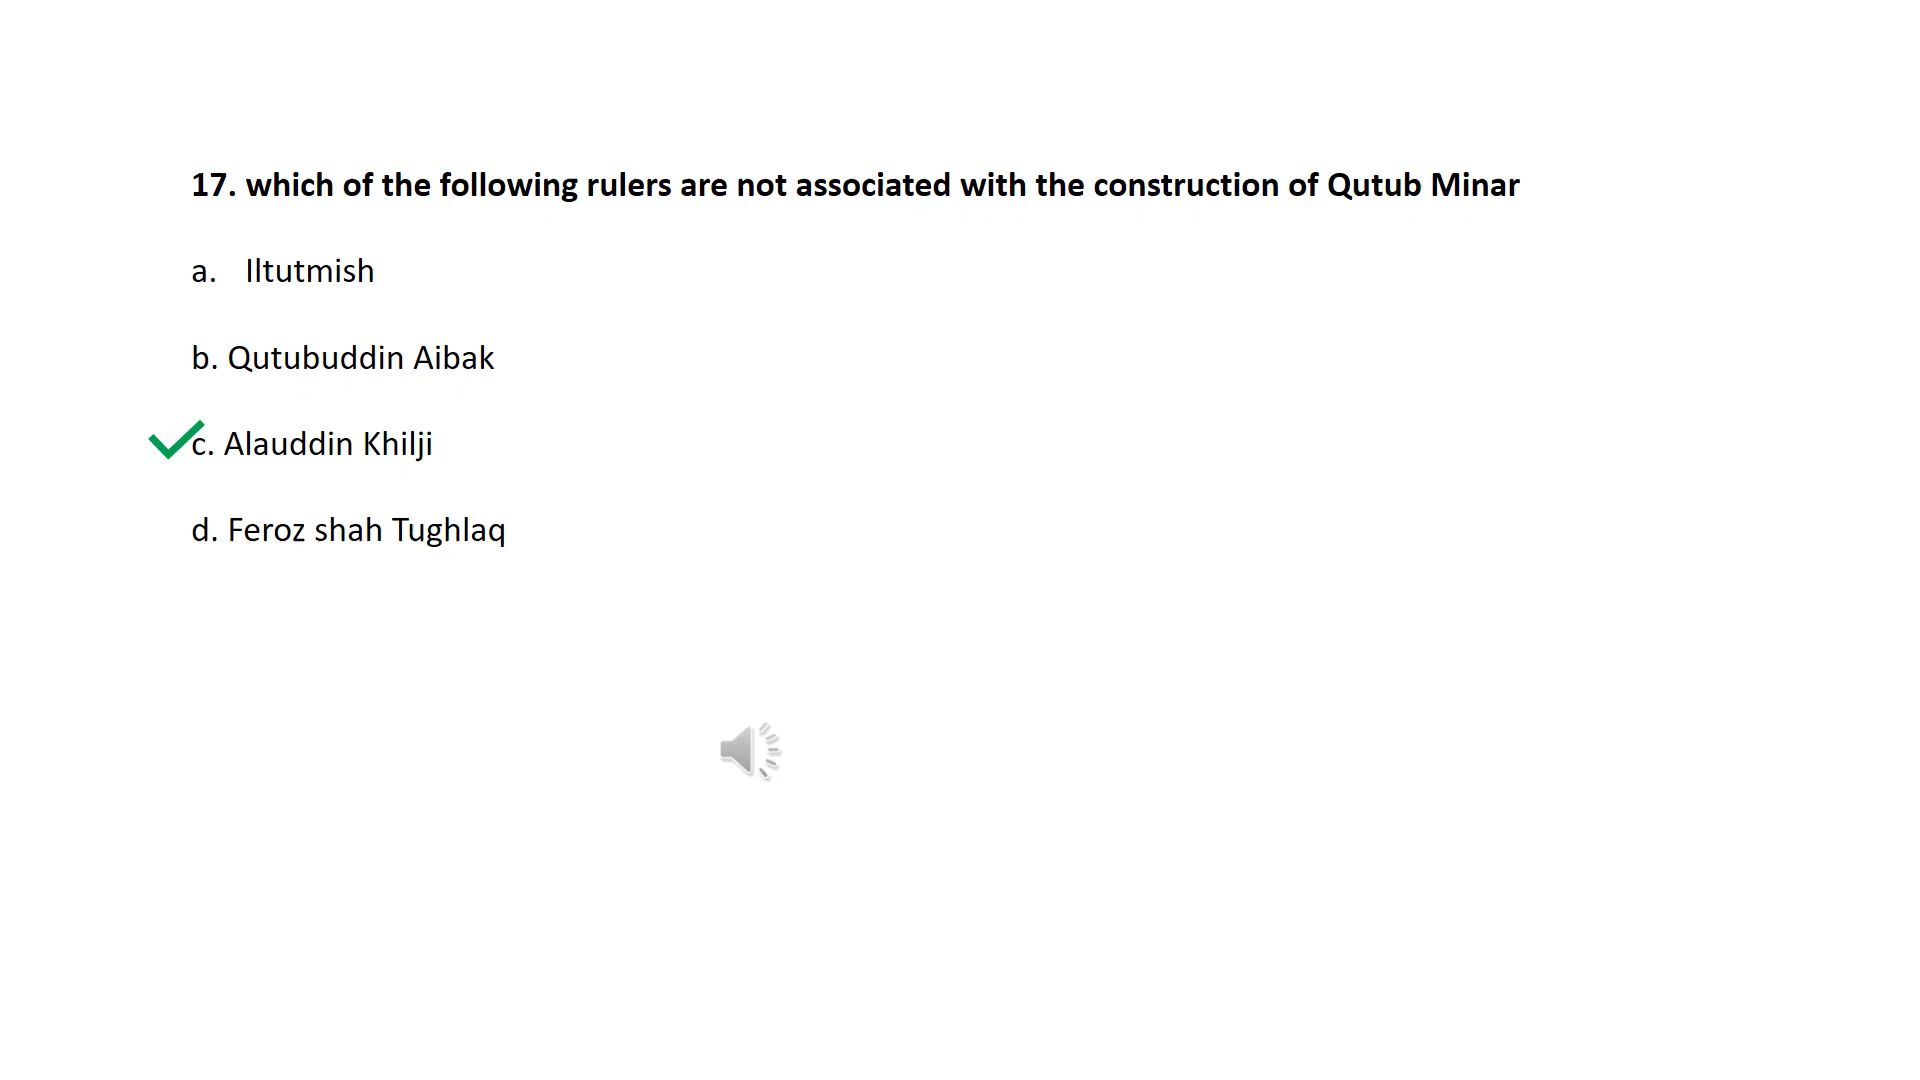 17. which of the following rulers are not associated with the construction of Qutub Minar
a. Iltutmish
b. Qutubuddin Aibak
c. Alauddin Khilji
d. Feroz shah Tughlaq